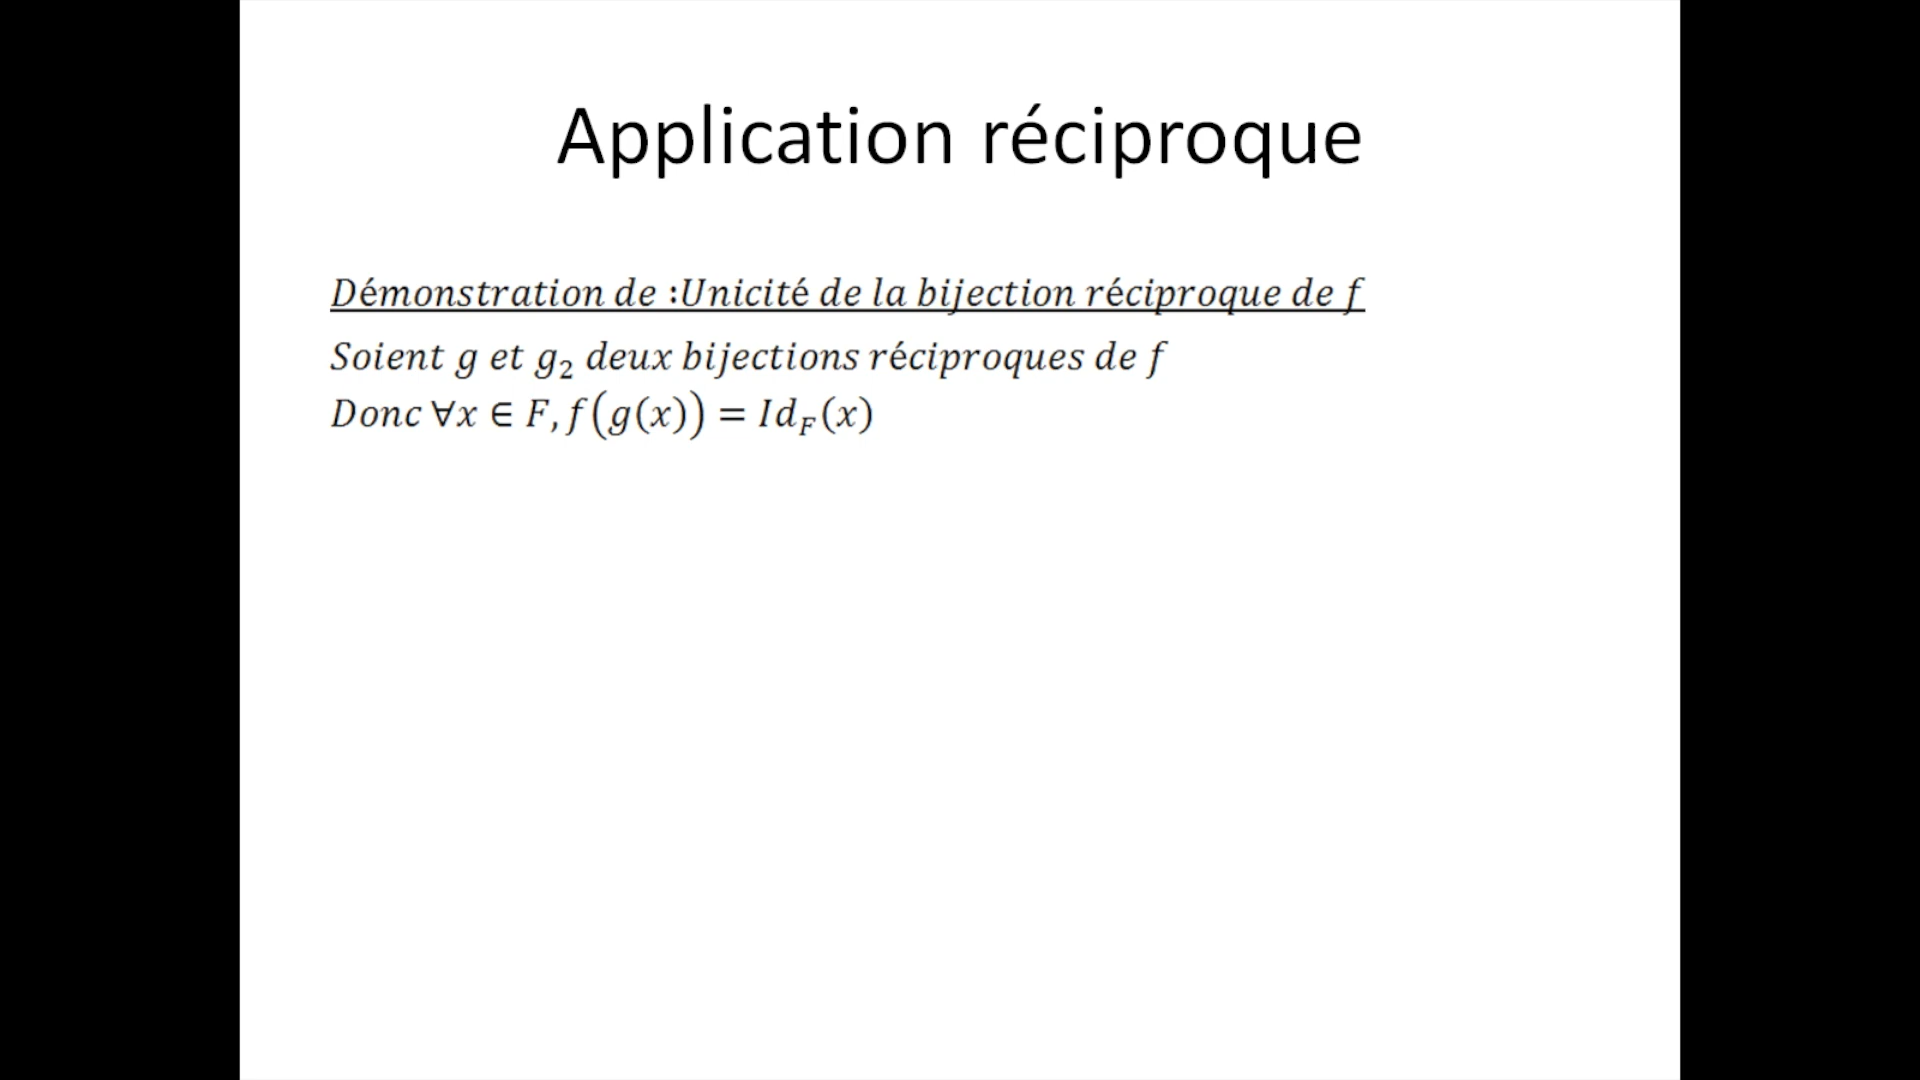 Application réciproque
Démonstration de :Unicité de la bijection réciproque de f
Soient g et g₂ deux bijections réciproques de f
Donc ∀x ∈ F, f(g(x)) = Id_F(x)